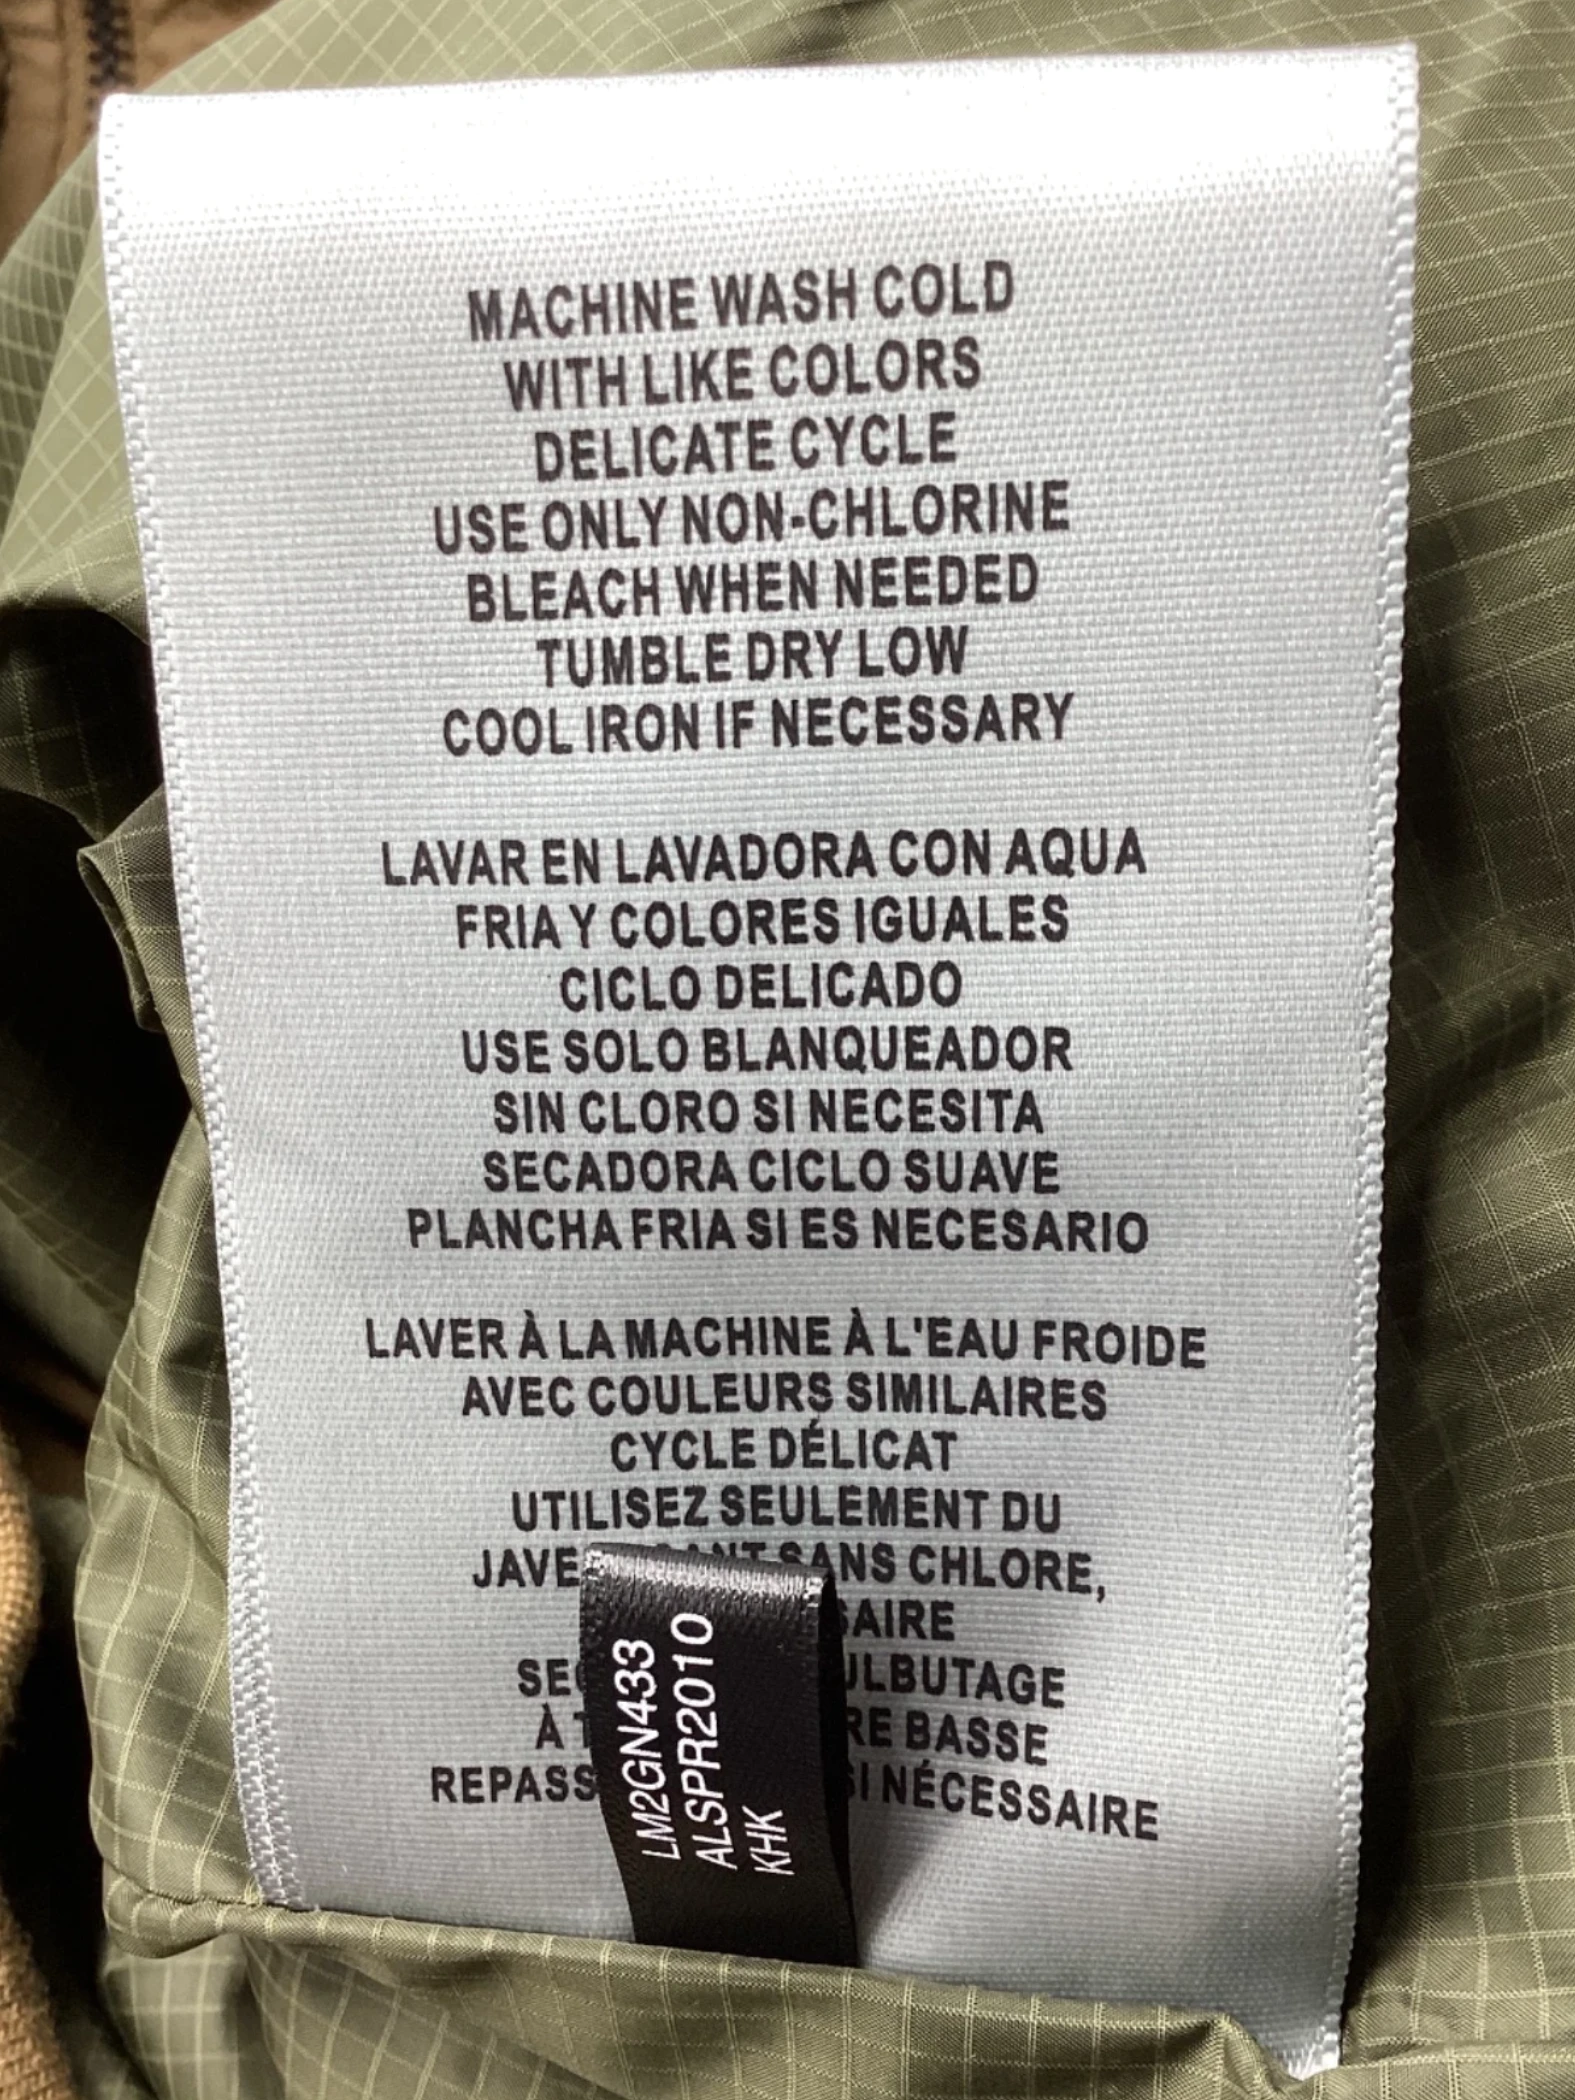 MACHINE WASH COLD
WITH LIKE COLORS
DELICATE CYCLE
USE ONLY NON-CHLORINE
BLEACH WHEN NEEDED
TUMBLE DRY LOW
COOL IRON IF NECESSARY
LAVAR EN LAVADORA CON AQUA
FRIA Y COLORES IGUALES
CICLO DELICADO
USE SOLO BLANQUEADOR
SIN CLORO SI NECESITA
SECADORA CICLO SUAVE
PLANCHA FRIA SI ES NECESARIO
LAVER À LA MACHINE À L'EAU FROIDE
AVEC COULEURS SIMILAIRES
CYCLE DÉLICAT
UTILISEZ SEULEMENT DU
SANS CHLORE,
À BASSE
SI NÉCESSAIRE
LM2GN433
ALSPR2010
KHK